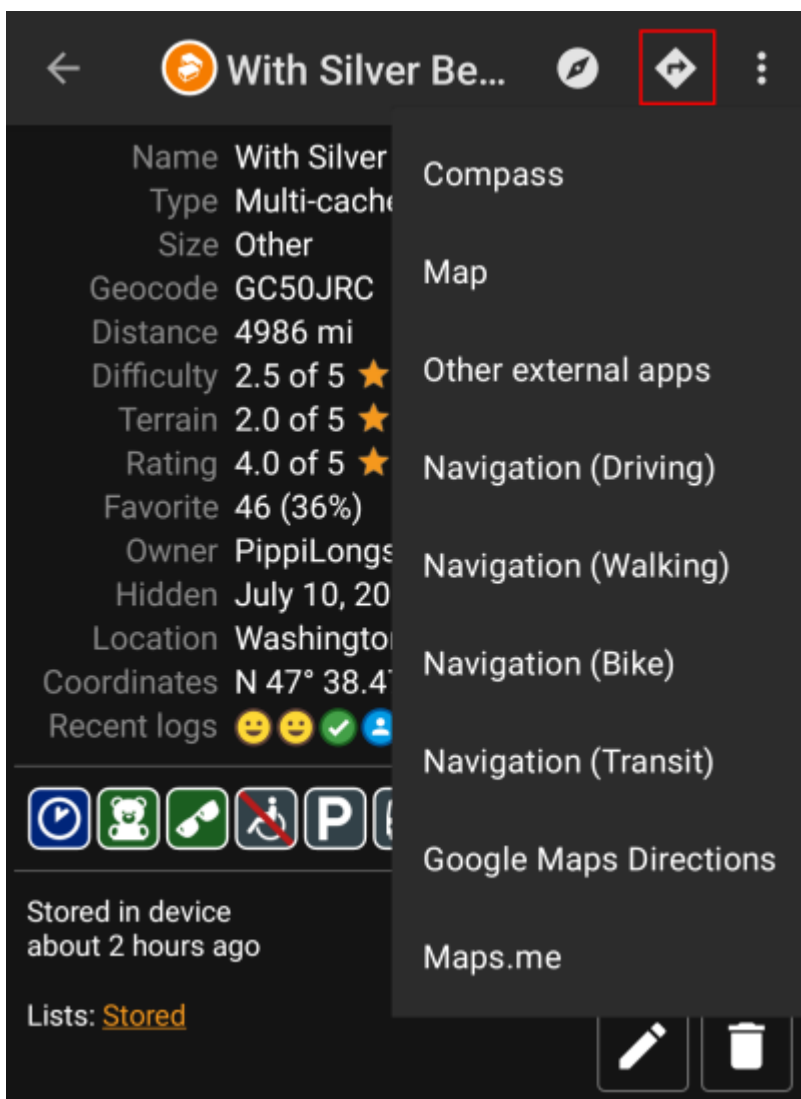 With Silver Be...
Name With Silver
Type Multi-cache
Size Other
Geocode GC50JRC
Distance 4986 mi
Difficulty 2.5 of 5
Terrain 2.0 of 5
Rating 4.0 of 5
Favorite 46 (36%)
Owner PippiLongs
Hidden July 10, 20
Location Washington
Coordinates N 47° 38.4
Recent logs
P
Stored in device
about 2 hours ago
Lists: Stored
Compass
Map
Other external apps
Navigation (Driving)
Navigation (Walking)
Navigation (Bike)
Navigation (Transit)
Google Maps Directions
Maps.me